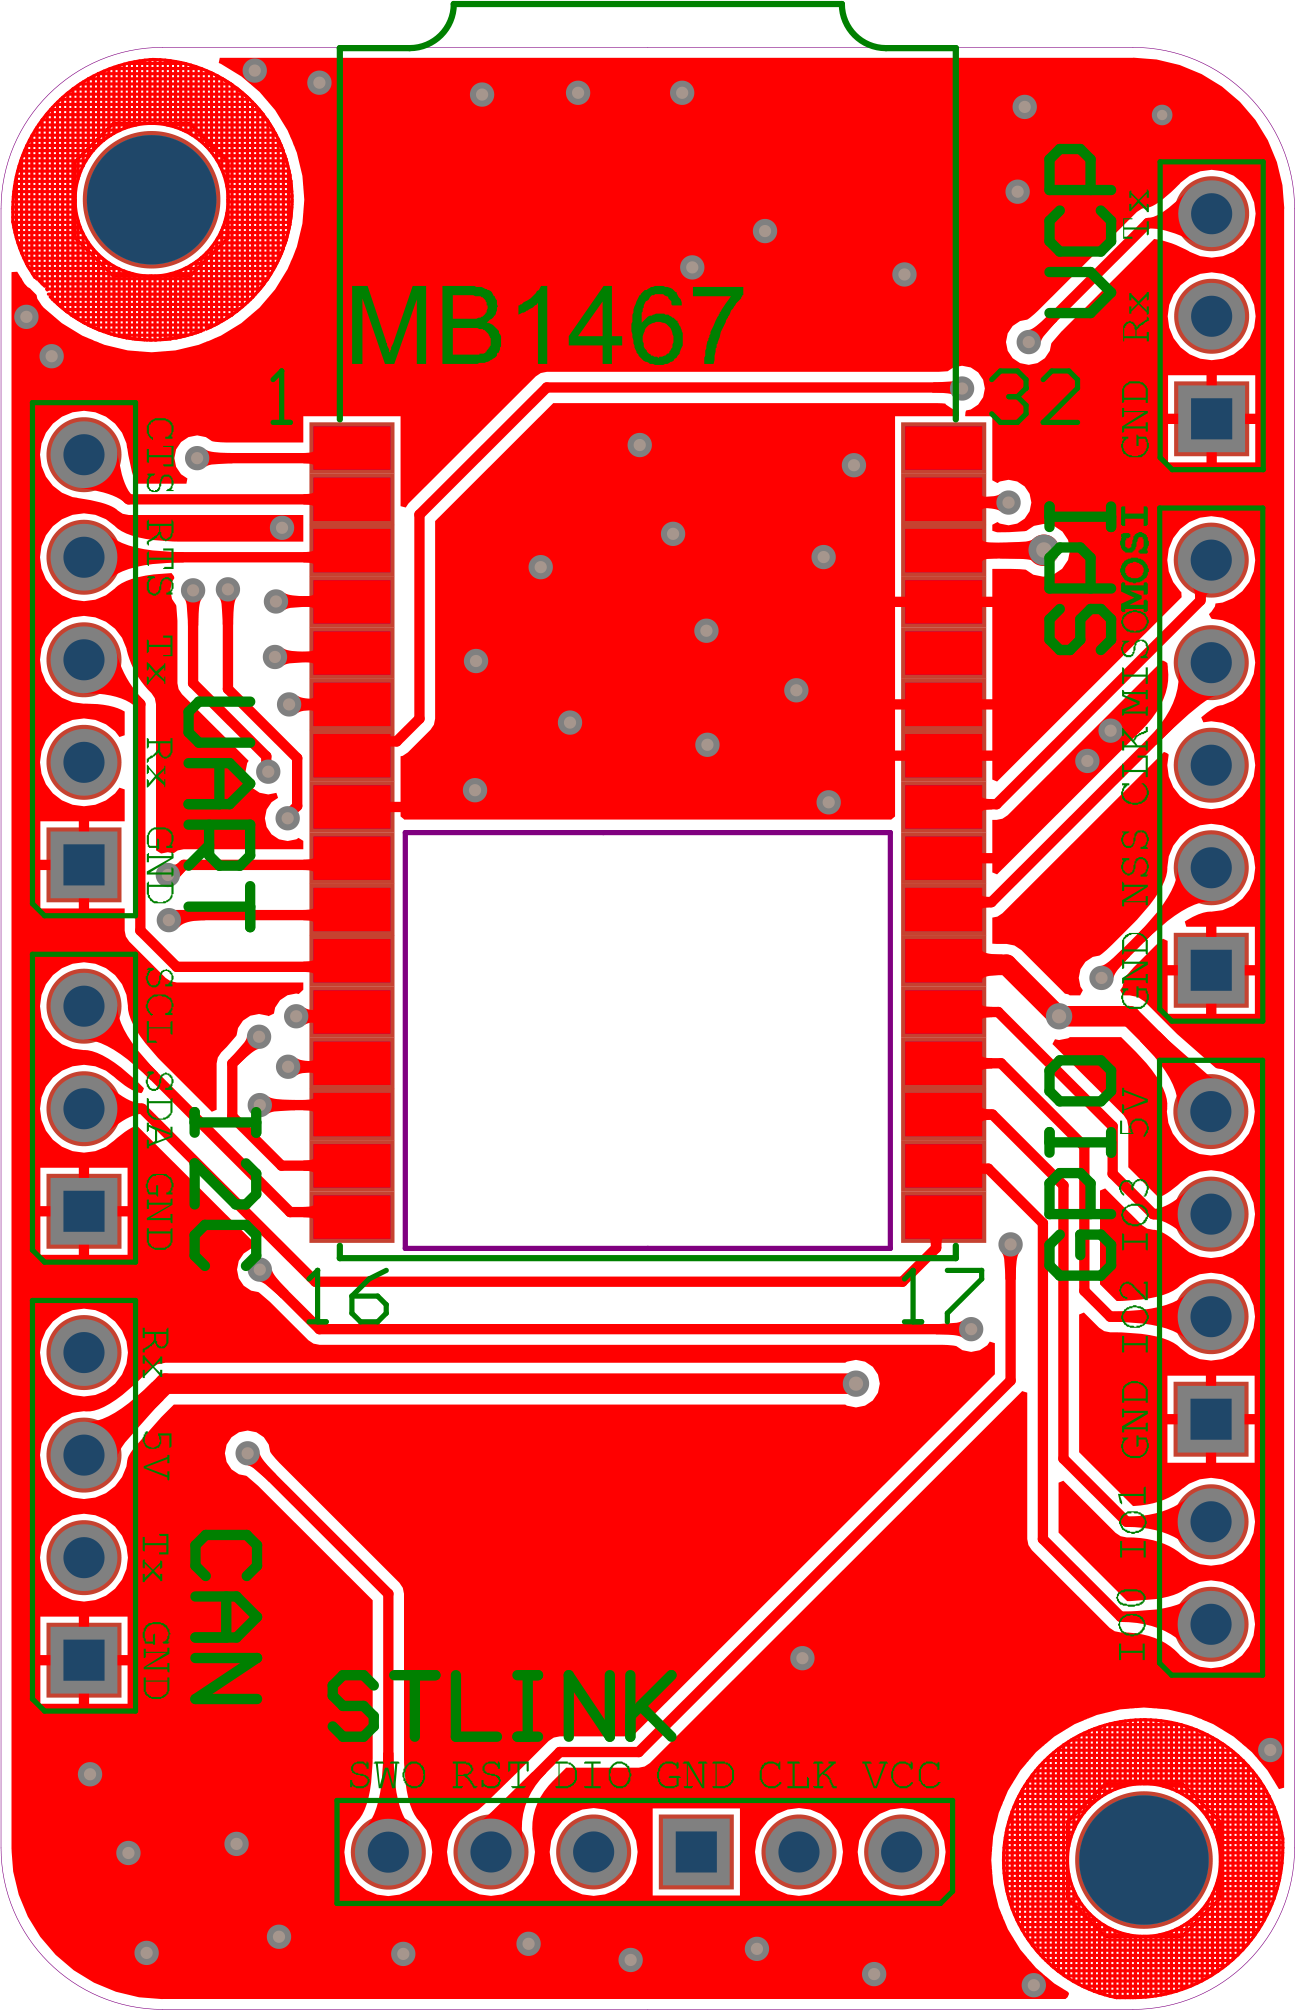 MB1467
1
32
16
17
VCP
Tx
Rx
GND
SPI
MOSI
MISO
CLK
NSS
GND
GPIO
5V
IO3
IO2
GND
IO1
IO0
UART
CTS
RTS
Tx
Rx
GND
I2C
SCL
SDA
GND
CAN
Rx
5V
Tx
GND
STLINK
SWO RST DIO GND CLK VCC